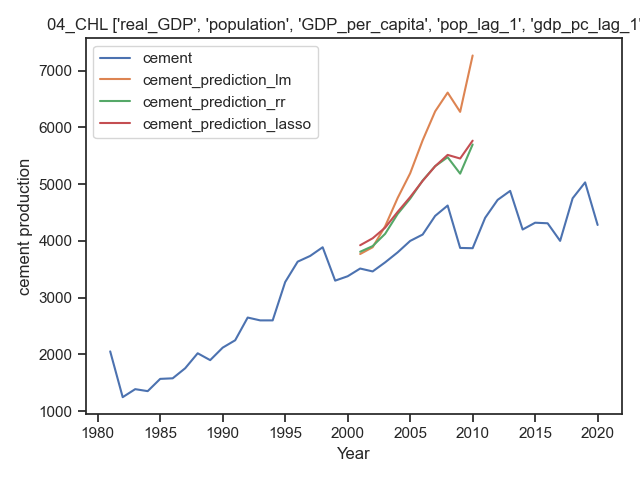 04_CHL ['real_GDP', 'population', 'GDP_per_capita', 'pop_lag_1', 'gdp_pc_lag_1'
cement
cement_prediction_lm
cement_prediction_rr
cement_prediction_lasso
7000
6000
5000
4000
3000
2000
1000
cement production
1980 1985 1990 1995 2000 2005 2010 2015 2020
Year